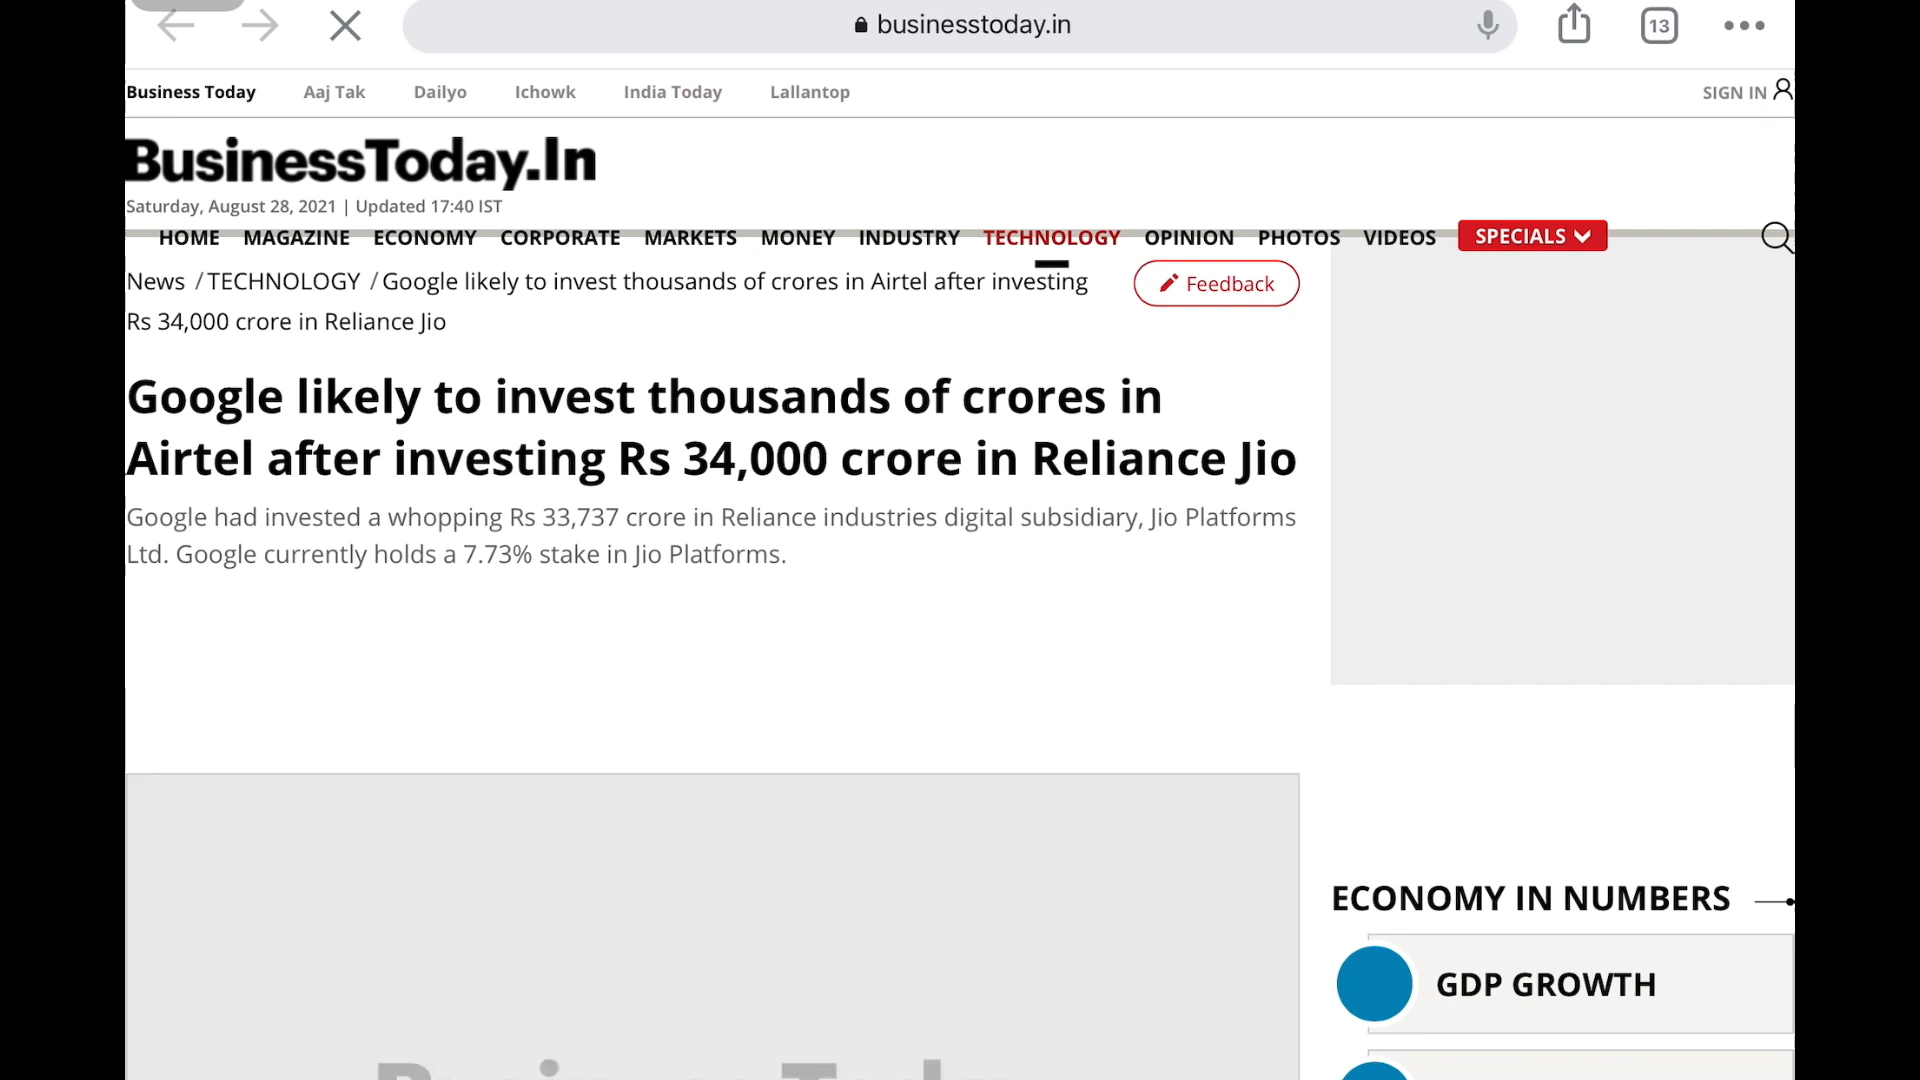 businesstoday.in
13
Business Today Aaj Tak Dailyo Ichowk India Today Lallantop SIGN IN
BusinessToday.In
Saturday, August 28, 2021 | Updated 17:40 IST
HOME MAGAZINE ECONOMY CORPORATE MARKETS MONEY INDUSTRY TECHNOLOGY OPINION PHOTOS VIDEOS SPECIALS
News / TECHNOLOGY / Google likely to invest thousands of crores in Airtel after investing
Rs 34,000 crore in Reliance Jio
Feedback
Google likely to invest thousands of crores in
Airtel after investing Rs 34,000 crore in Reliance Jio
Google had invested a whopping Rs 33,737 crore in Reliance industries digital subsidiary, Jio Platforms
Ltd. Google currently holds a 7.73% stake in Jio Platforms.
ECONOMY IN NUMBERS
GDP GROWTH